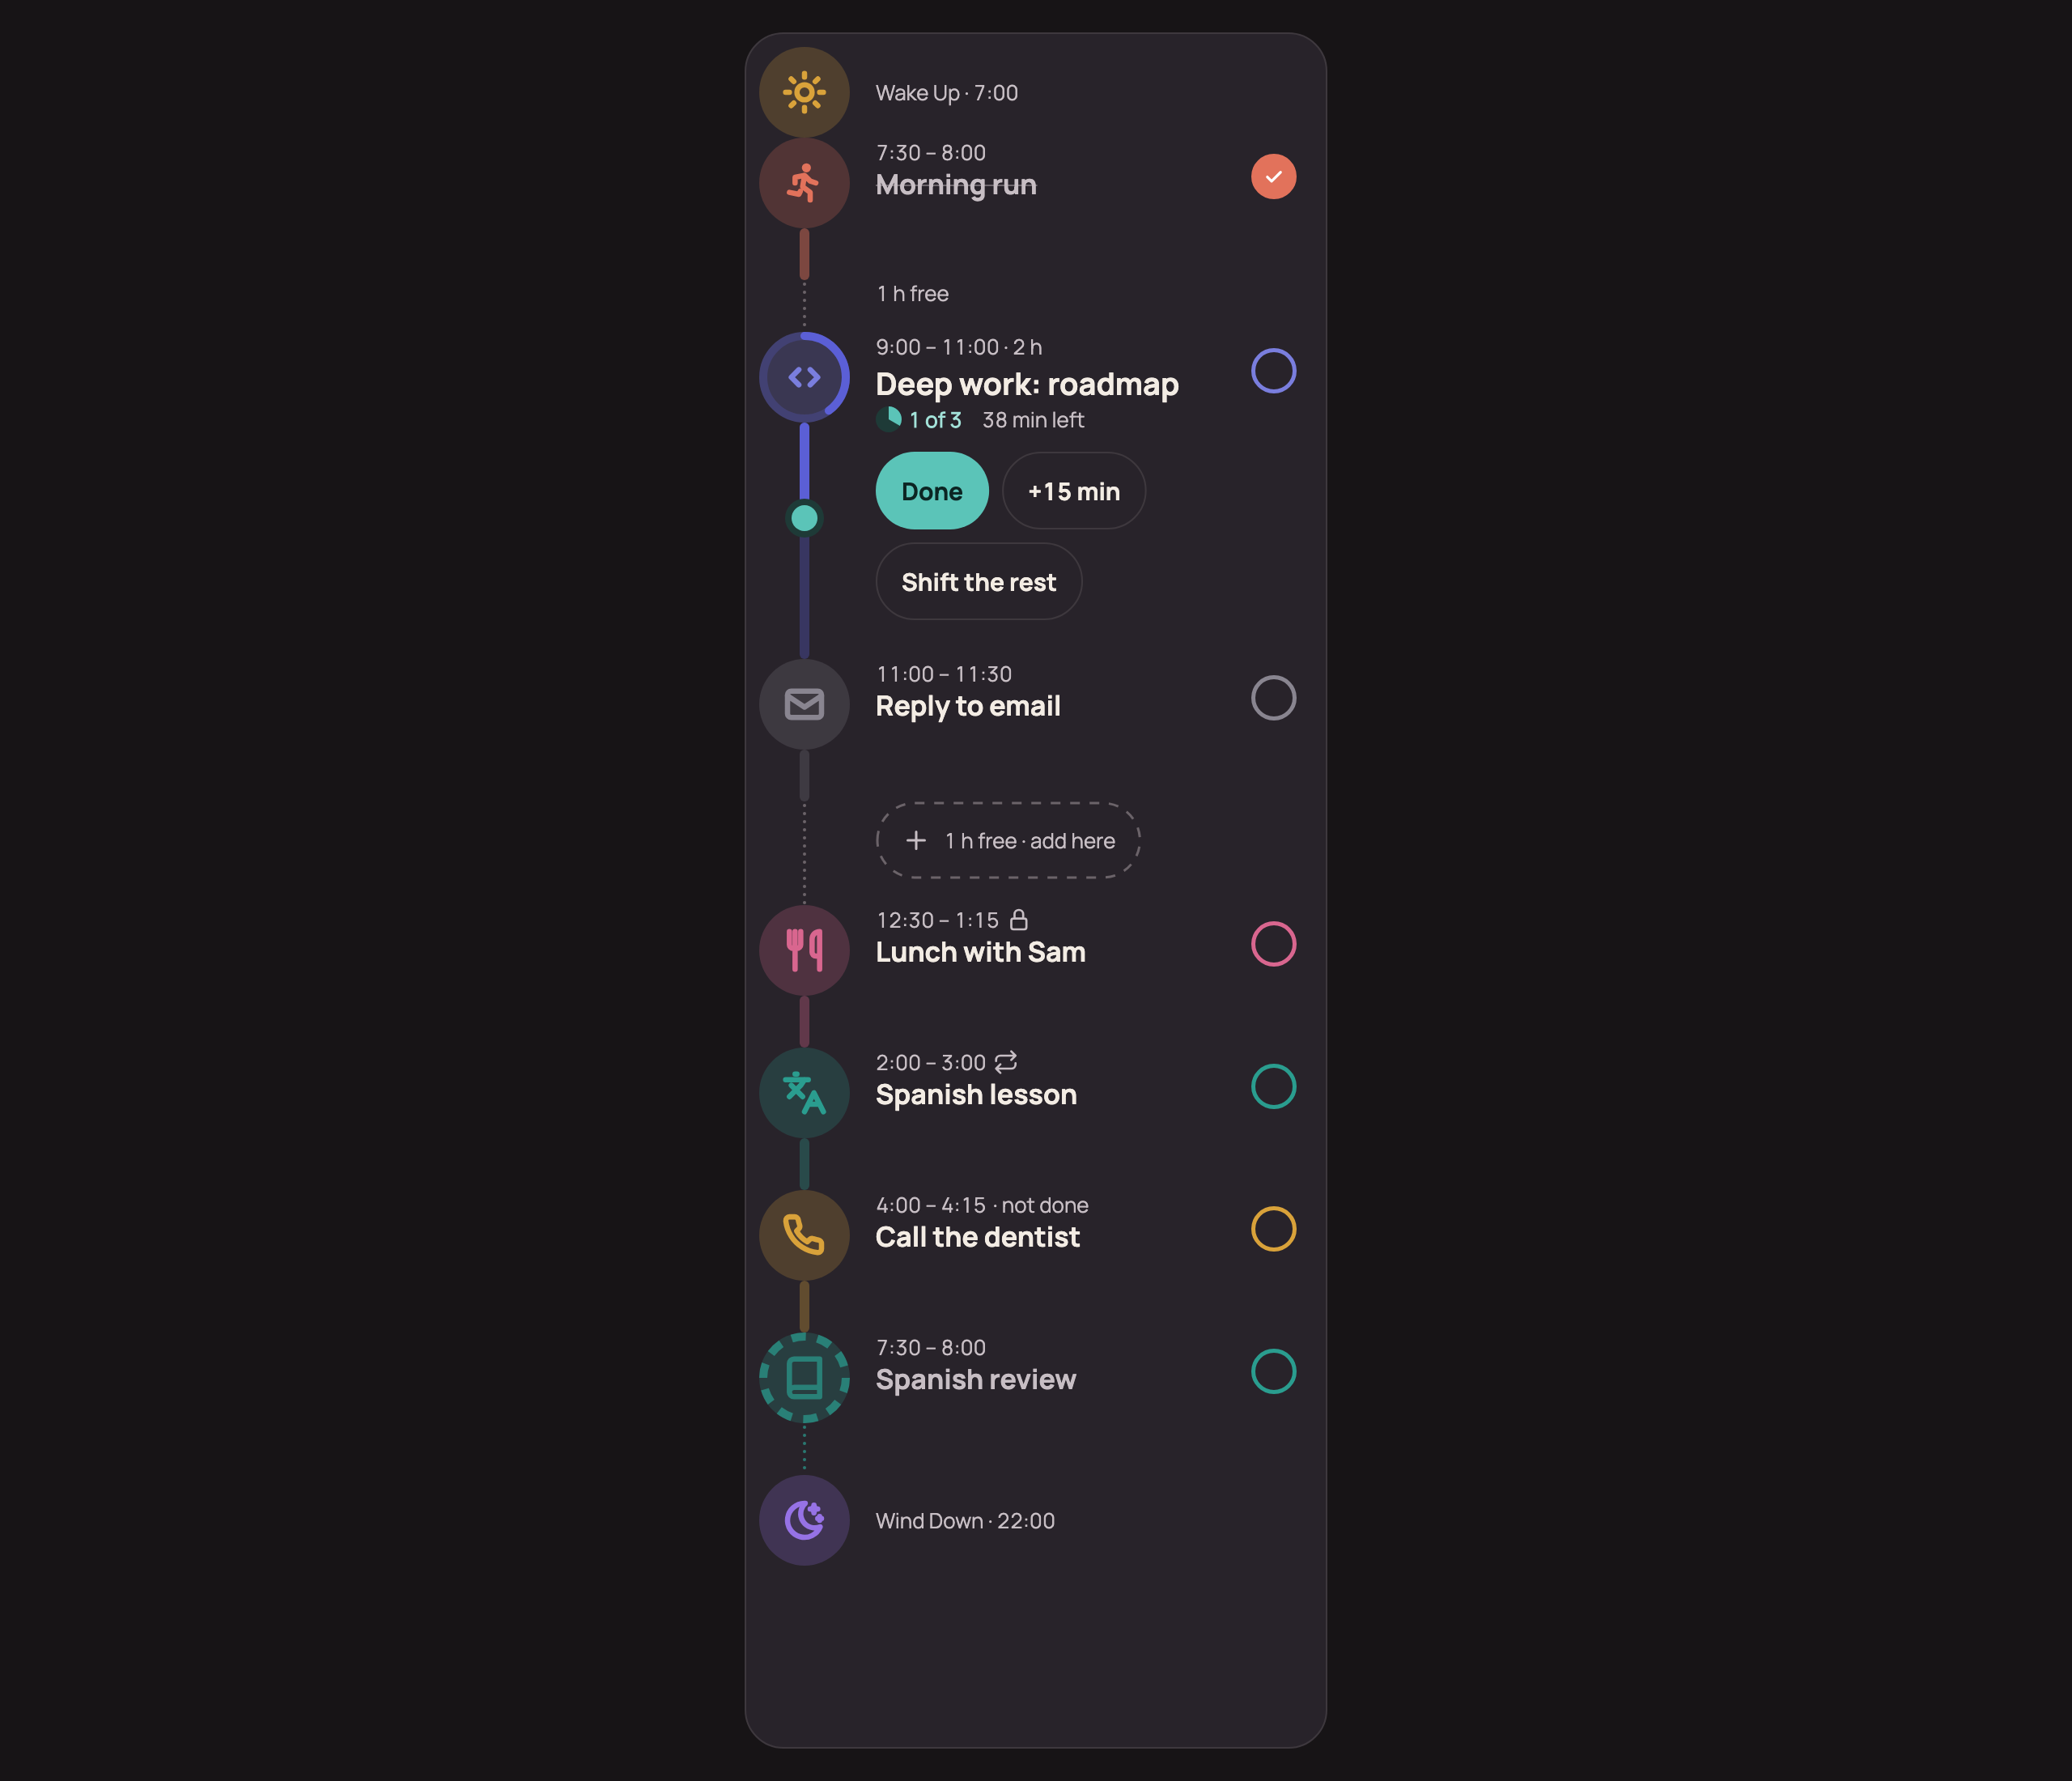 Wake Up · 7:00
7:30 – 8:00
Morning run
1 h free
9:00 – 11:00 · 2 h
Deep work: roadmap
1 of 3 38 min left
Done +15 min
Shift the rest
11:00 – 11:30
Reply to email
+ 1 h free · add here
12:30 – 1:15
Lunch with Sam
2:00 – 3:00
Spanish lesson
4:00 – 4:15 · not done
Call the dentist
7:30 – 8:00
Spanish review
Wind Down · 22:00